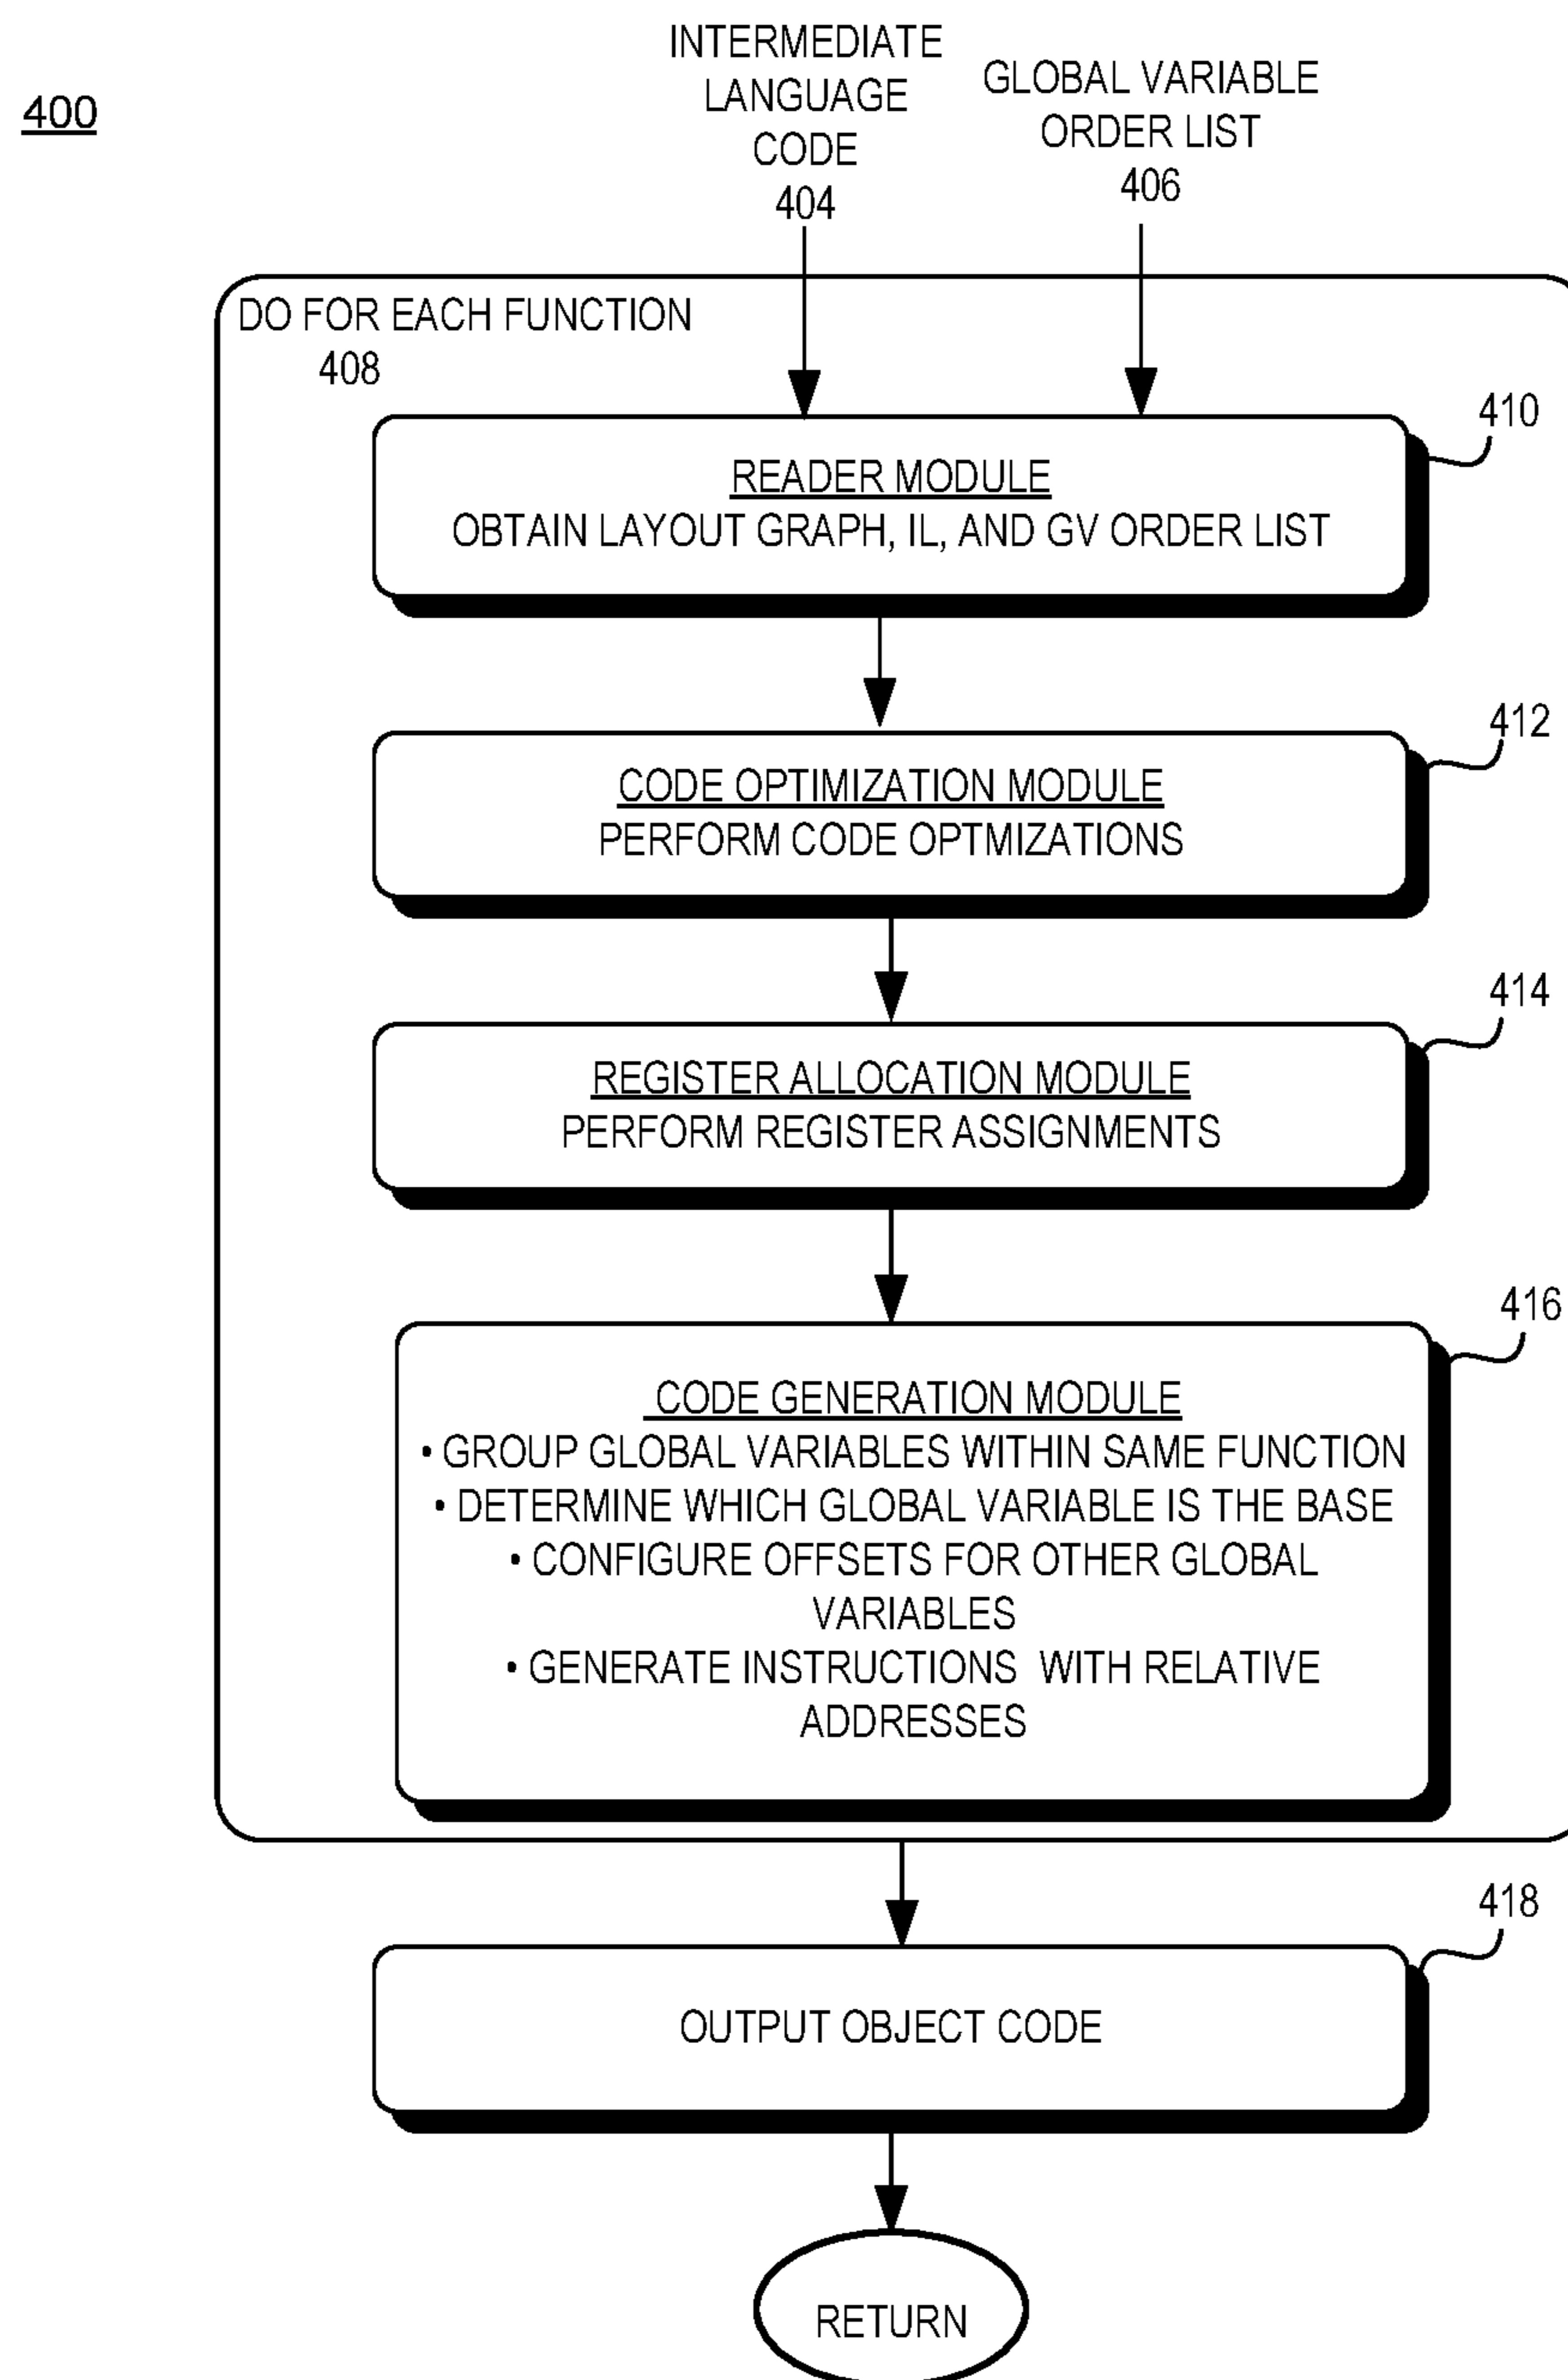 400
INTERMEDIATE
LANGUAGE
CODE
404
GLOBAL VARIABLE
ORDER LIST
406
DO FOR EACH FUNCTION
408
410
READER MODULE
OBTAIN LAYOUT GRAPH, IL, AND GV ORDER LIST
412
CODE OPTIMIZATION MODULE
PERFORM CODE OPTMIZATIONS
414
REGISTER ALLOCATION MODULE
PERFORM REGISTER ASSIGNMENTS
416
CODE GENERATION MODULE
• GROUP GLOBAL VARIABLES WITHIN SAME FUNCTION
• DETERMINE WHICH GLOBAL VARIABLE IS THE BASE
• CONFIGURE OFFSETS FOR OTHER GLOBAL
VARIABLES
• GENERATE INSTRUCTIONS WITH RELATIVE
ADDRESSES
418
OUTPUT OBJECT CODE
RETURN